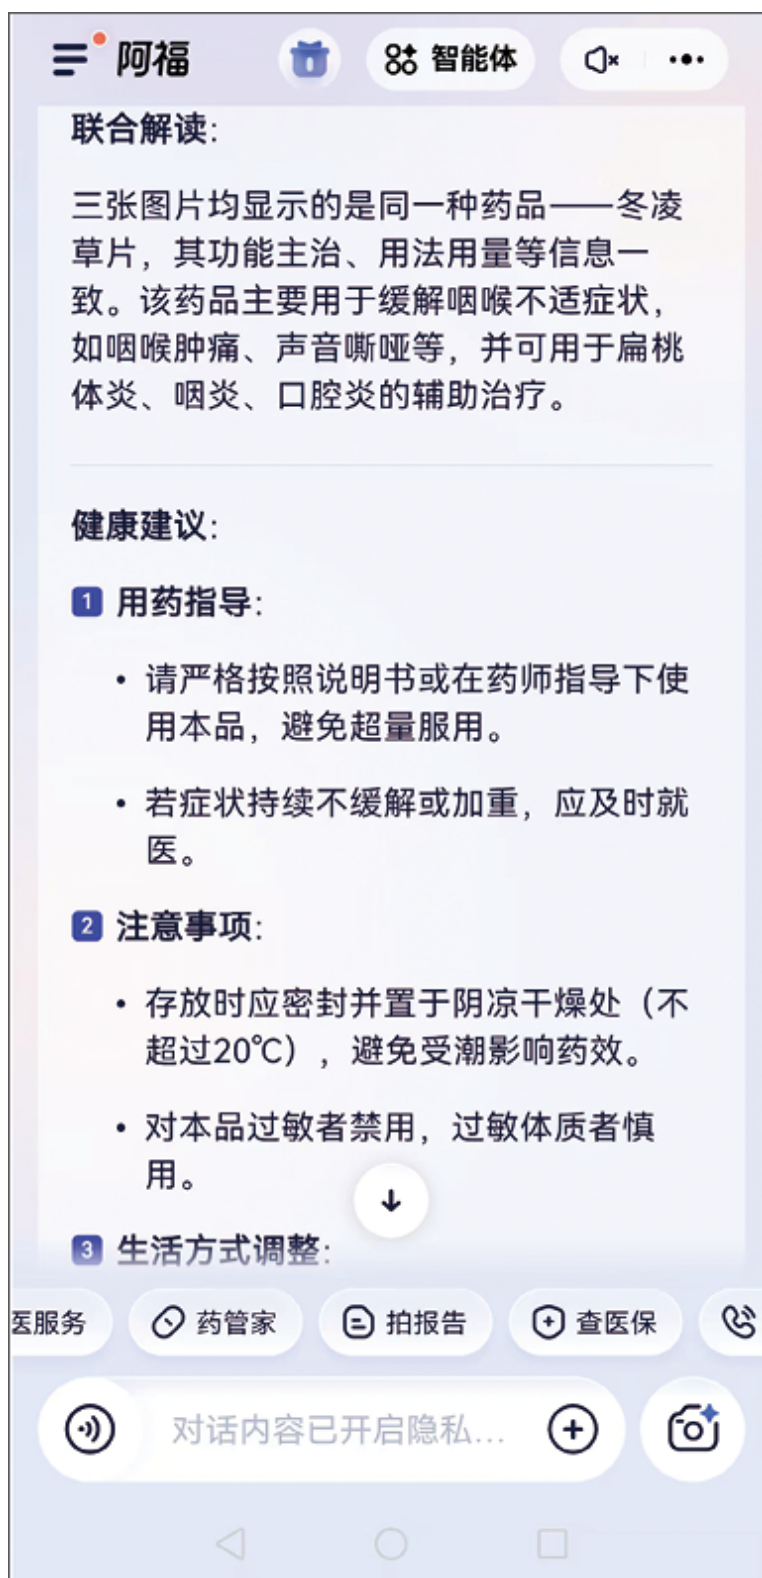 阿福
智能体
联合解读：
三张图片均显示的是同一种药品——冬凌
草片，其功能主治、用法用量等信息一
致。该药品主要用于缓解咽喉不适症状，
如咽喉肿痛、声音嘶哑等，并可用于扁桃
体炎、咽炎、口腔炎的辅助治疗。
健康建议：
1 用药指导：
• 请严格按照说明书或在药师指导下使
用本品，避免超量服用。
• 若症状持续不缓解或加重，应及时就
医。
2 注意事项：
• 存放时应密封并置于阴凉干燥处（不
超过20℃），避免受潮影响药效。
• 对本品过敏者禁用，过敏体质者慎
用。
3 生活方式调整：
医服务 药管家 拍报告 查医保
对话内容已开启隐私...